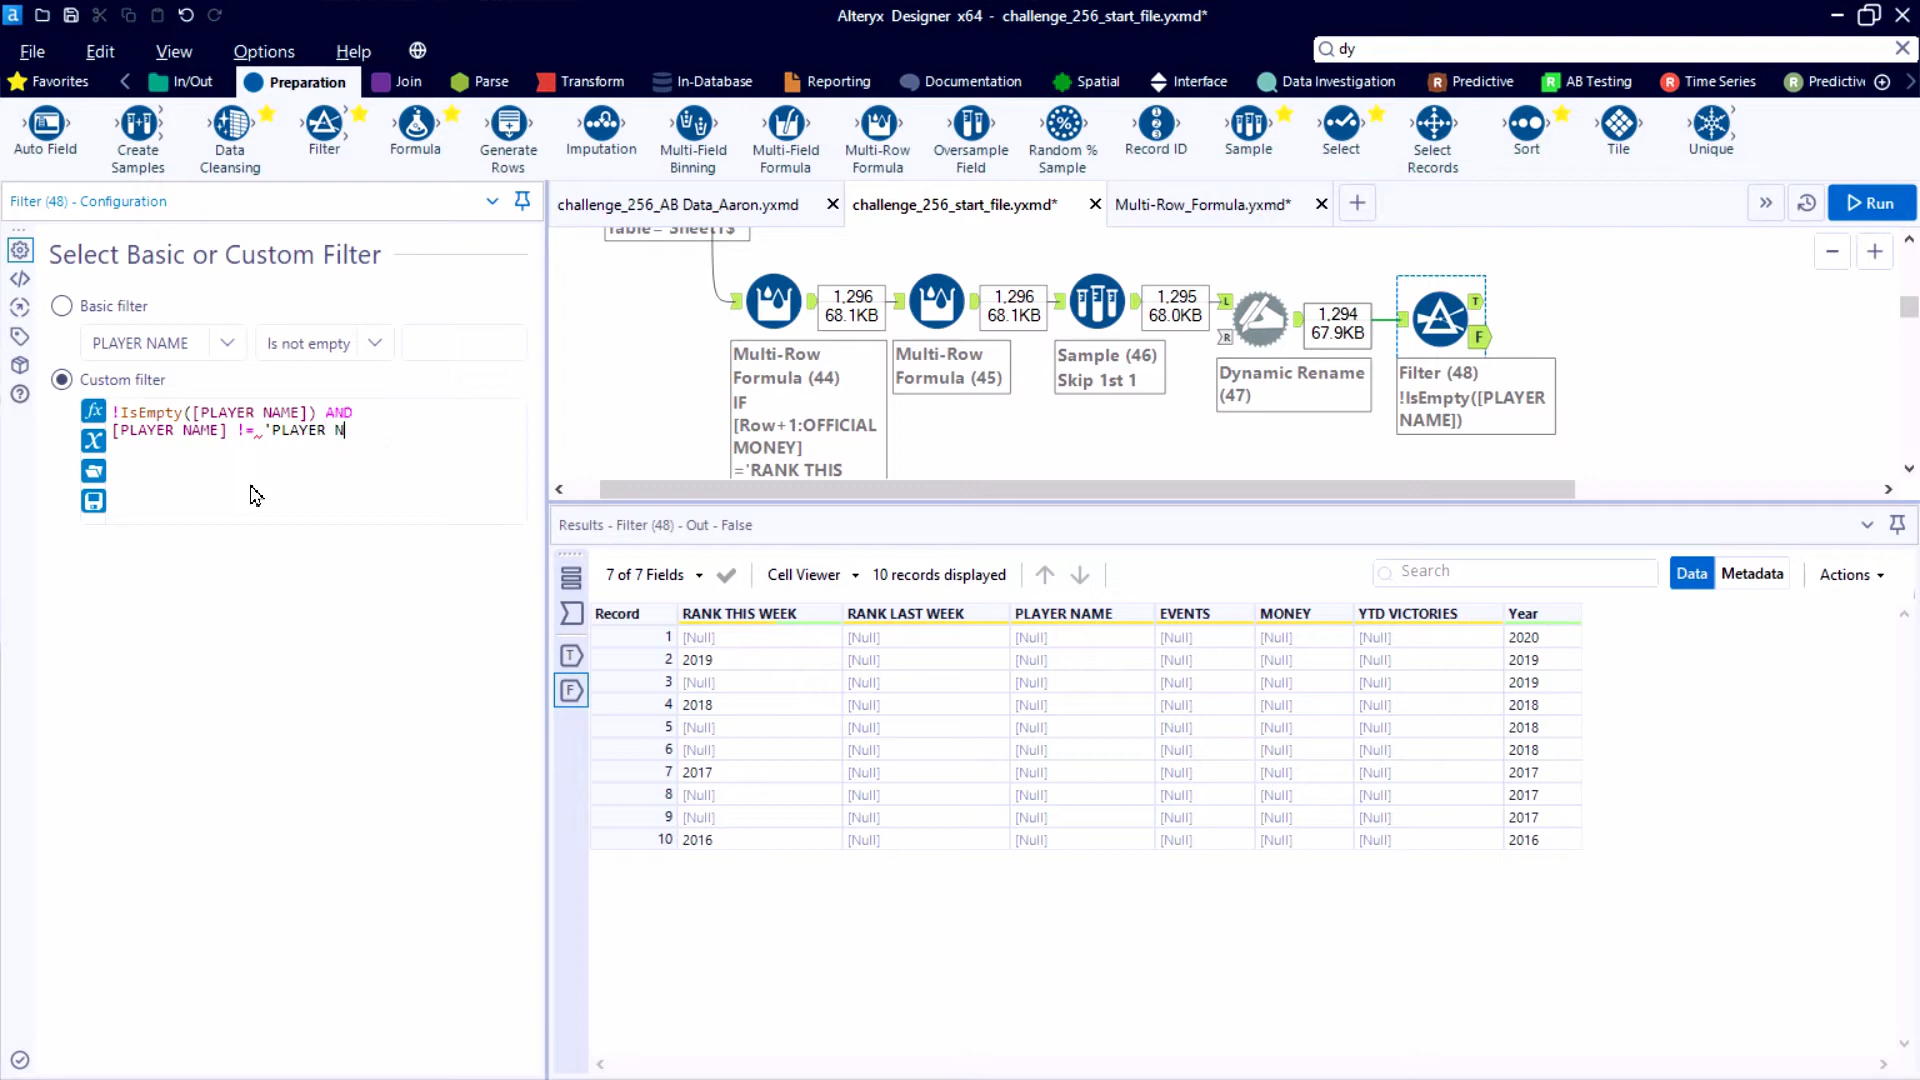 Alteryx Designer x64 - challenge_256_start_file.yxmd*
File Edit View Options Help
dy
Favorites In/Out Preparation Join Parse Transform In-Database Reporting Documentation Spatial Interface Data Investigation Predictive AB Testing Time Series Predictiv
Auto Field
Create Samples
Data Cleansing
Filter
Formula
Generate Rows
Imputation
Multi-Field Binning
Multi-Field Formula
Multi-Row Formula
Oversample Field
Random % Sample
Record ID
Sample
Select
Select Records
Sort
Tile
Unique
Filter (48) - Configuration
challenge_256_AB Data_Aaron.yxmd
challenge_256_start_file.yxmd*
Multi-Row_Formula.yxmd*
Run
Select Basic or Custom Filter
Basic filter
PLAYER NAME Is not empty
Custom filter
!IsEmpty([PLAYER NAME]) AND
[PLAYER NAME] != 'PLAYER N
Table=`Sheet1$`
1,296
68.1KB
1,296
68.1KB
1,295
68.0KB
L
R
1,294
67.9KB
T
F
Multi-Row
Formula (44)
IF
[Row+1:OFFICIAL
MONEY]
='RANK THIS
Multi-Row
Formula (45)
Sample (46)
Skip 1st 1
Dynamic Rename
(47)
Filter (48)
!IsEmpty([PLAYER
NAME])
Results - Filter (48) - Out - False
7 of 7 Fields Cell Viewer 10 records displayed Search Data Metadata Actions
T
F
Record RANK THIS WEEK RANK LAST WEEK PLAYER NAME EVENTS MONEY YTD VICTORIES Year
1 [Null] [Null] [Null] [Null] [Null] [Null] 2020
2 2019 [Null] [Null] [Null] [Null] [Null] 2019
3 [Null] [Null] [Null] [Null] [Null] [Null] 2019
4 2018 [Null] [Null] [Null] [Null] [Null] 2018
5 [Null] [Null] [Null] [Null] [Null] [Null] 2018
6 [Null] [Null] [Null] [Null] [Null] [Null] 2018
7 2017 [Null] [Null] [Null] [Null] [Null] 2017
8 [Null] [Null] [Null] [Null] [Null] [Null] 2017
9 [Null] [Null] [Null] [Null] [Null] [Null] 2017
10 2016 [Null] [Null] [Null] [Null] [Null] 2016